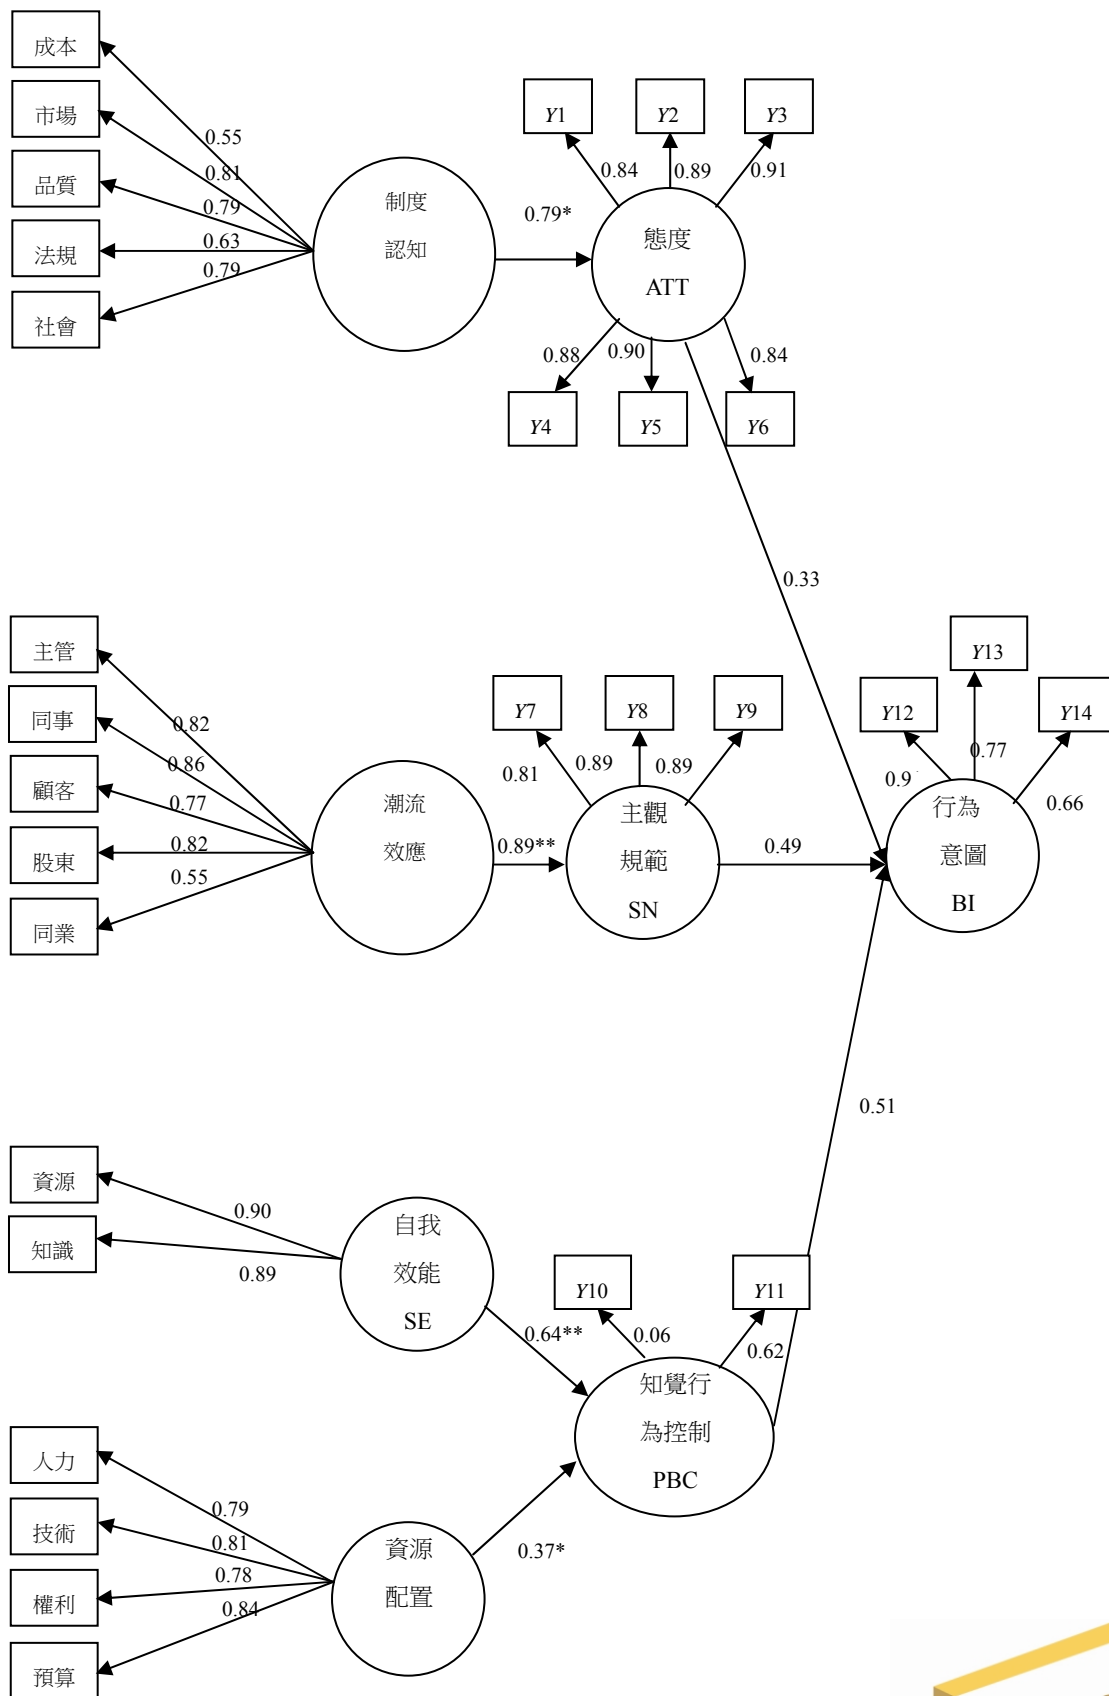 成本
市場
品質
法規
社會
0.55
0.81
0.79
0.63
0.79
制度
認知
0.79*
Y1
Y2
Y3
0.84
0.89
0.91
態度
ATT
0.88
0.90
0.84
Y4
Y5
Y6
0.33
主管
同事
顧客
股東
同業
0.82
0.86
0.77
0.82
0.55
潮流
效應
0.89**
Y7
Y8
Y9
0.81
0.89
0.89
主觀
規範
SN
0.49
Y12
Y13
Y14
0.77
0.66
行為
意圖
BI
0.51
資源
知識
0.90
0.89
自我
效能
SE
0.64**
Y10
Y11
0.06
0.62
知覺行
為控制
PBC
人力
技術
權利
預算
0.79
0.81
0.78
0.84
資源
配置
0.37*